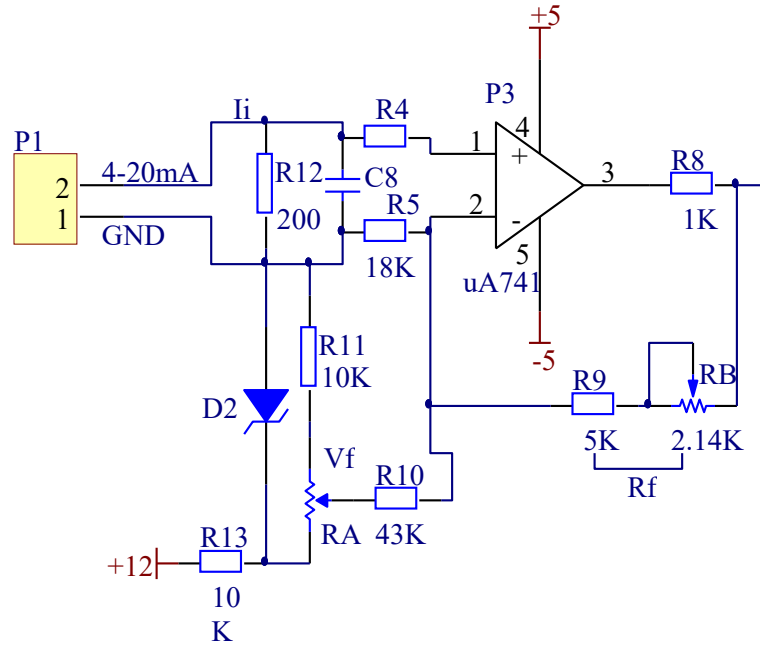 +5
P3
Ii
R4
P1
4-20mA
2
1
GND
R12
200
C8
R5
18K
1
4
+
3
2
-
5
uA741
-5
R8
1K
R11
10K
D2
Vf
R10
43K
RA
R9
5K
RB
2.14K
Rf
+12
R13
10
K